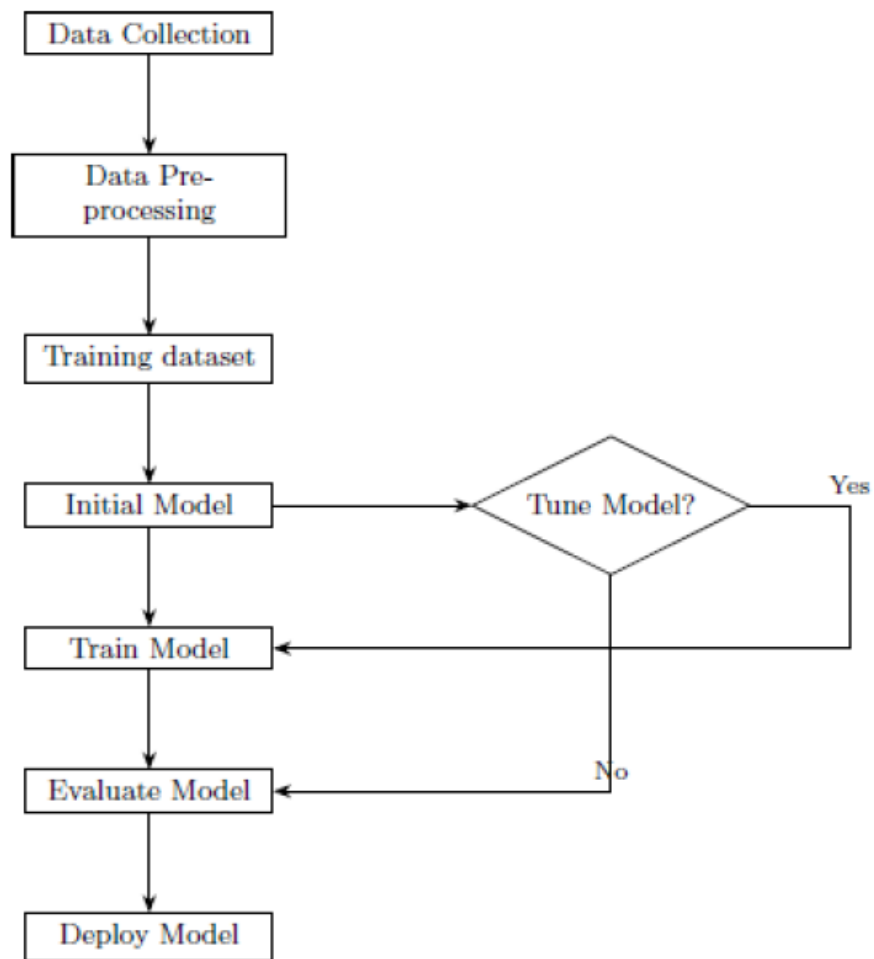 Data Collection
Data Pre-
processing
Training dataset
Initial Model
Tune Model?
Yes
Train Model
No
Evaluate Model
Deploy Model